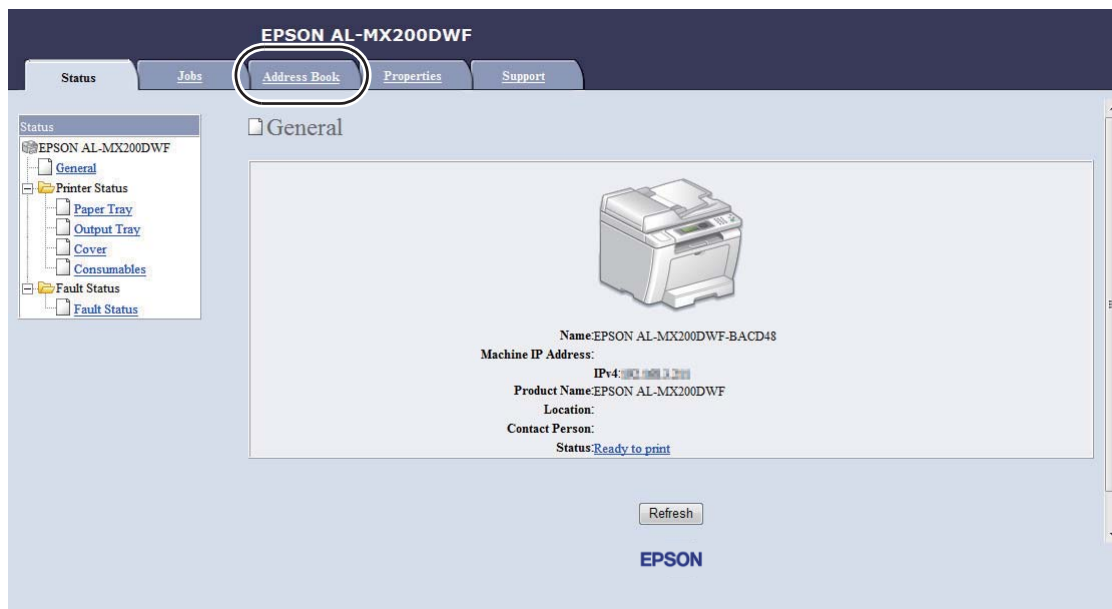 EPSON AL-MX200DWF
Status Jobs Address Book Properties Support
Status
EPSON AL-MX200DWF
General
Printer Status
Paper Tray
Output Tray
Cover
Consumables
Fault Status
Fault Status
General
Name:EPSON AL-MX200DWF-BACD48
Machine IP Address:
IPv4:
Product Name:EPSON AL-MX200DWF
Location:
Contact Person:
Status:Ready to print
Refresh
EPSON